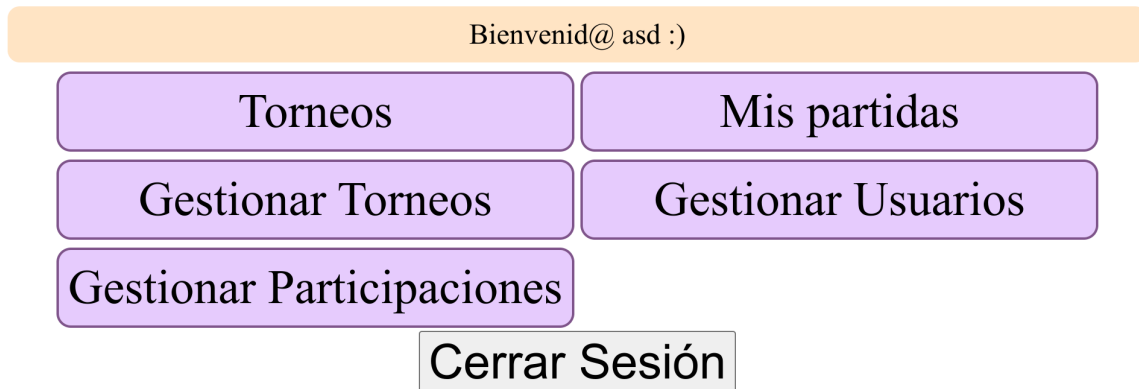 Bienvenid@ asd :)
Torneos
Mis partidas
Gestionar Torneos
Gestionar Usuarios
Gestionar Participaciones
Cerrar Sesión